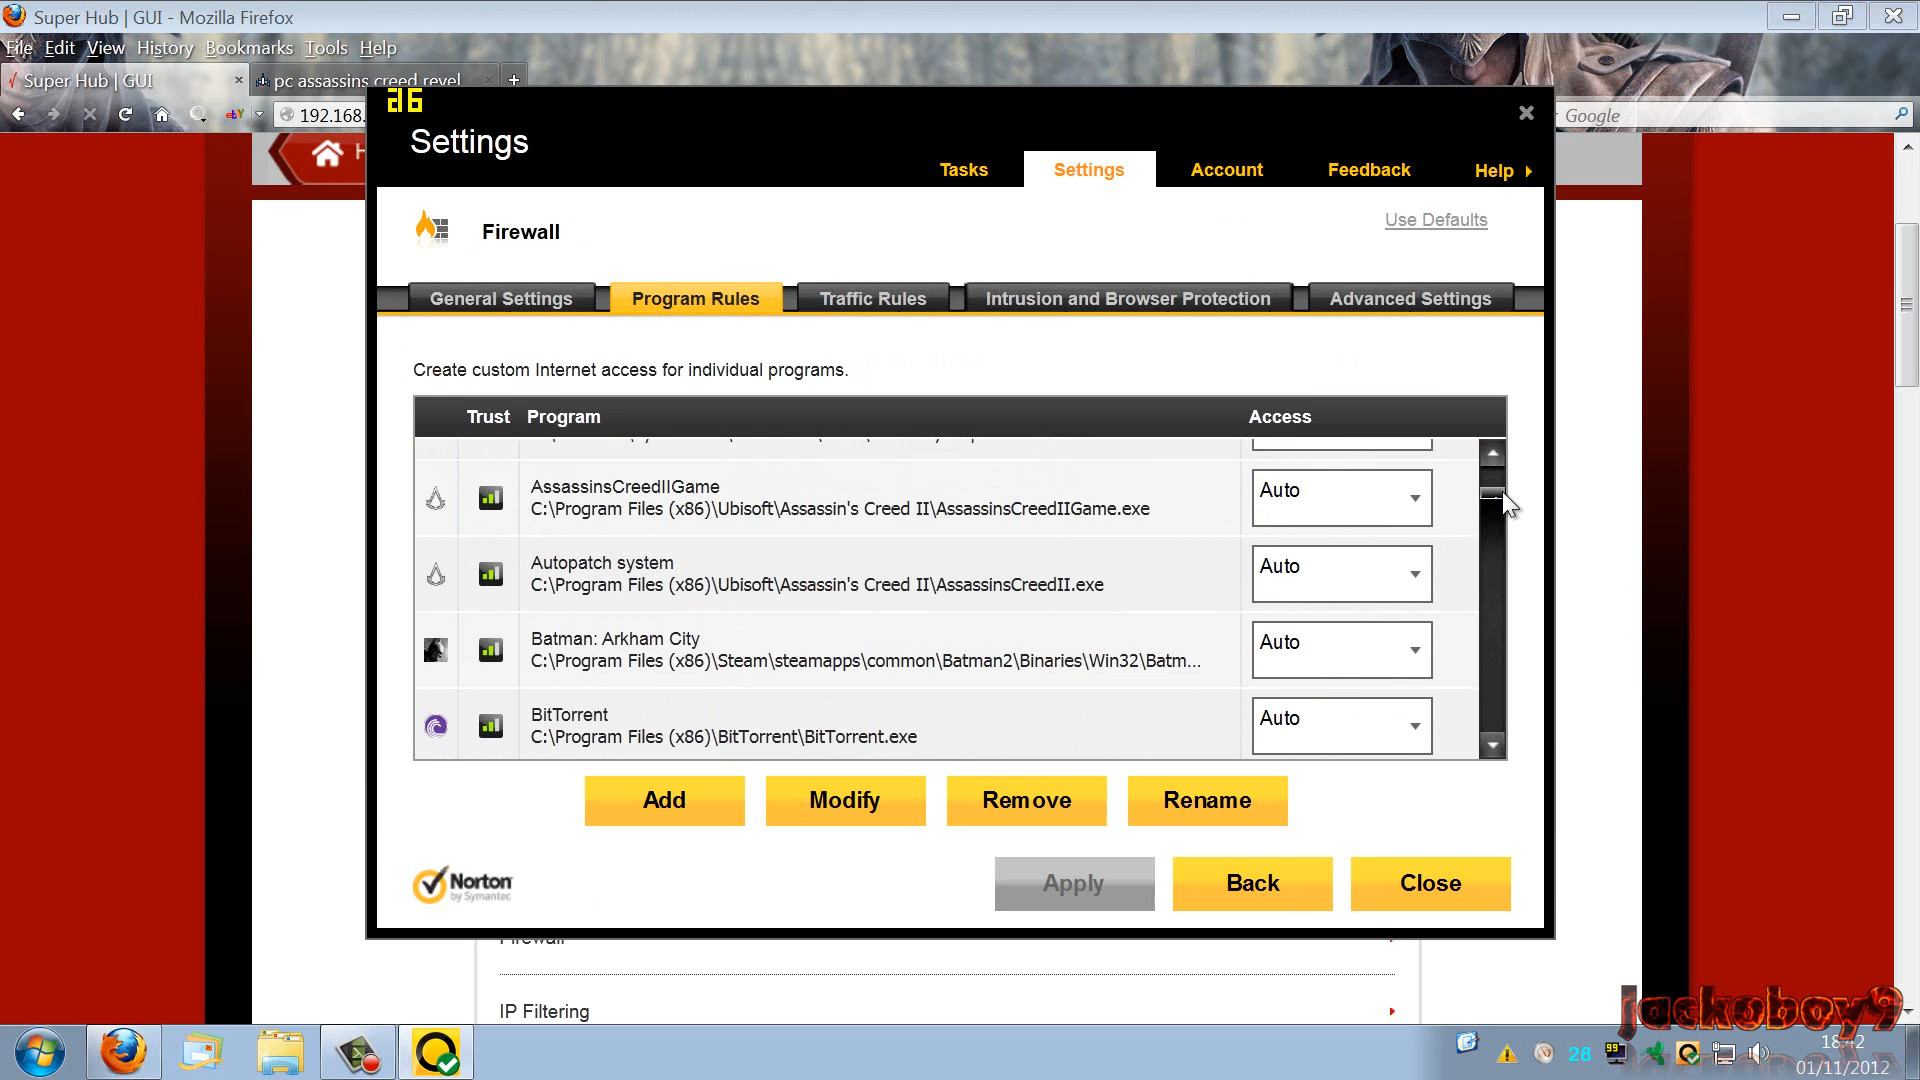 Super Hub | GUI - Mozilla Firefox
File Edit View History Bookmarks Tools Help
Super Hub | GUI
pc assassins creed revel
26
192.168.
Google
Settings
Tasks Settings Account Feedback Help
Firewall
Use Defaults
General Settings Program Rules Traffic Rules Intrusion and Browser Protection Advanced Settings
Create custom Internet access for individual programs.
Trust Program Access
AssassinsCreedIIGame
C:\Program Files (x86)\Ubisoft\Assassin's Creed II\AssassinsCreedIIGame.exe
Auto
Autopatch system
C:\Program Files (x86)\Ubisoft\Assassin's Creed II\AssassinsCreedII.exe
Auto
Batman: Arkham City
C:\Program Files (x86)\Steam\steamapps\common\Batman2\Binaries\Win32\Batm...
Auto
BitTorrent
C:\Program Files (x86)\BitTorrent\BitTorrent.exe
Auto
Add Modify Remove Rename
Norton
by Symantec
Apply Back Close
Firewall
IP Filtering
jackoboy9
28
99
18:42
01/11/2012